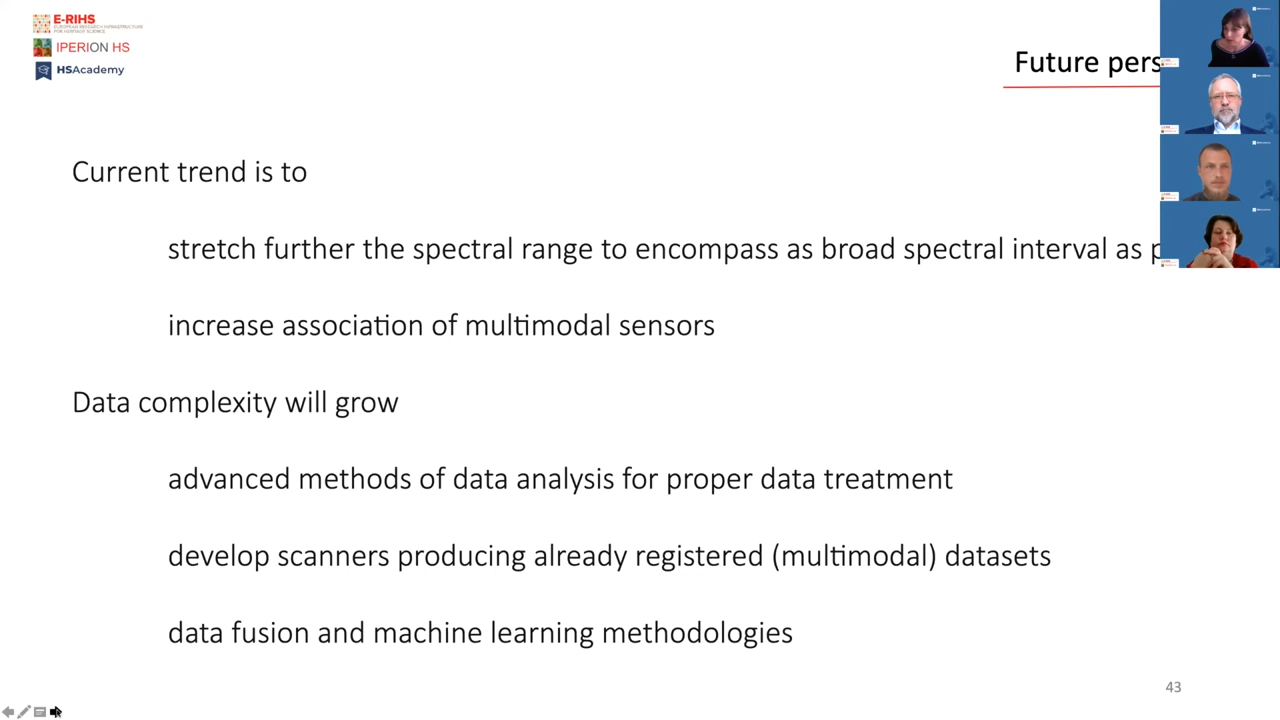 E-RIHS
EUROPEAN RESEARCH INFRASTRUCTURE
FOR HERITAGE SCIENCE
IPERION HS
HSAcademy
Future pers
Current trend is to
stretch further the spectral range to encompass as broad spectral interval as p
increase association of multimodal sensors
Data complexity will grow
advanced methods of data analysis for proper data treatment
develop scanners producing already registered (multimodal) datasets
data fusion and machine learning methodologies
43